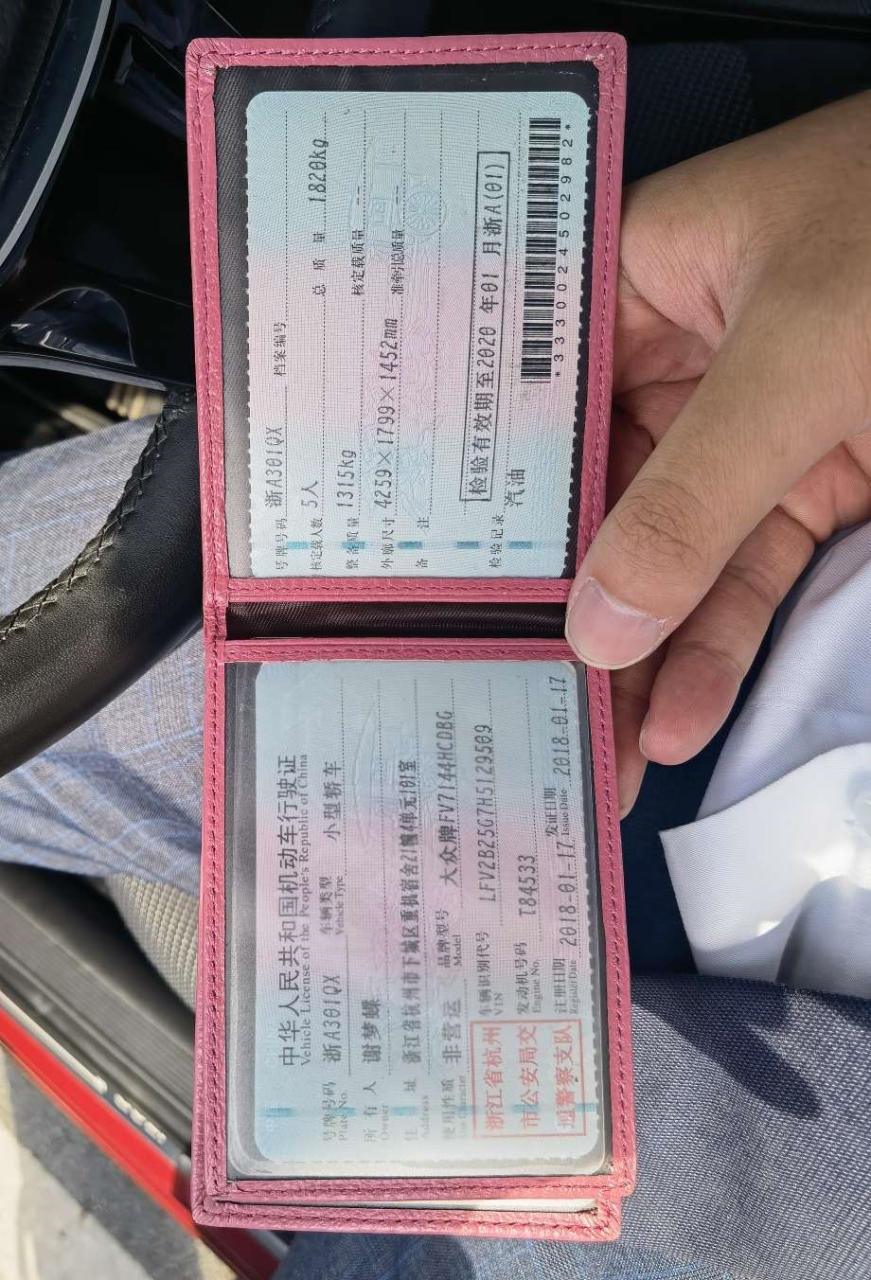 中华人民共和国机动车行驶证
Vehicle License of the People's Republic of China
号牌号码 浙A301QX 车辆类型 小型轿车
Plate No. Vehicle Type
所有人 谢梦蝶
Owner
住址 浙江省杭州市下城区重机宿舍21幢4单元101室
Address
使用性质 非营运 品牌型号 大众牌FV7144HCDBG
Model
浙江省杭州
市公安局交
通警察支队
车辆识别代号 LFV2B25G7H5129509
VIN
发动机号码 T84533
Engine No.
注册日期 2018-01-17 发证日期 2018-01-17
Register Date Issue Date
号牌号码 浙A301QX 档案编号
核定载人数 5人 总质量 1820kg
整备质量 1315kg 核定载质量 --
外廓尺寸 4259×1799×1452mm 准牵引总质量 --
备注
检验有效期至2020年01月浙A(01)
检验记录
汽油
*3330024502982*